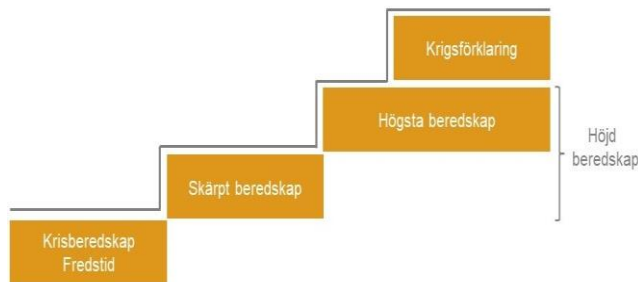 Krigsförklaring
Högsta beredskap
Höjd
beredskap
Skärpt beredskap
Krisberedskap
Fredstid